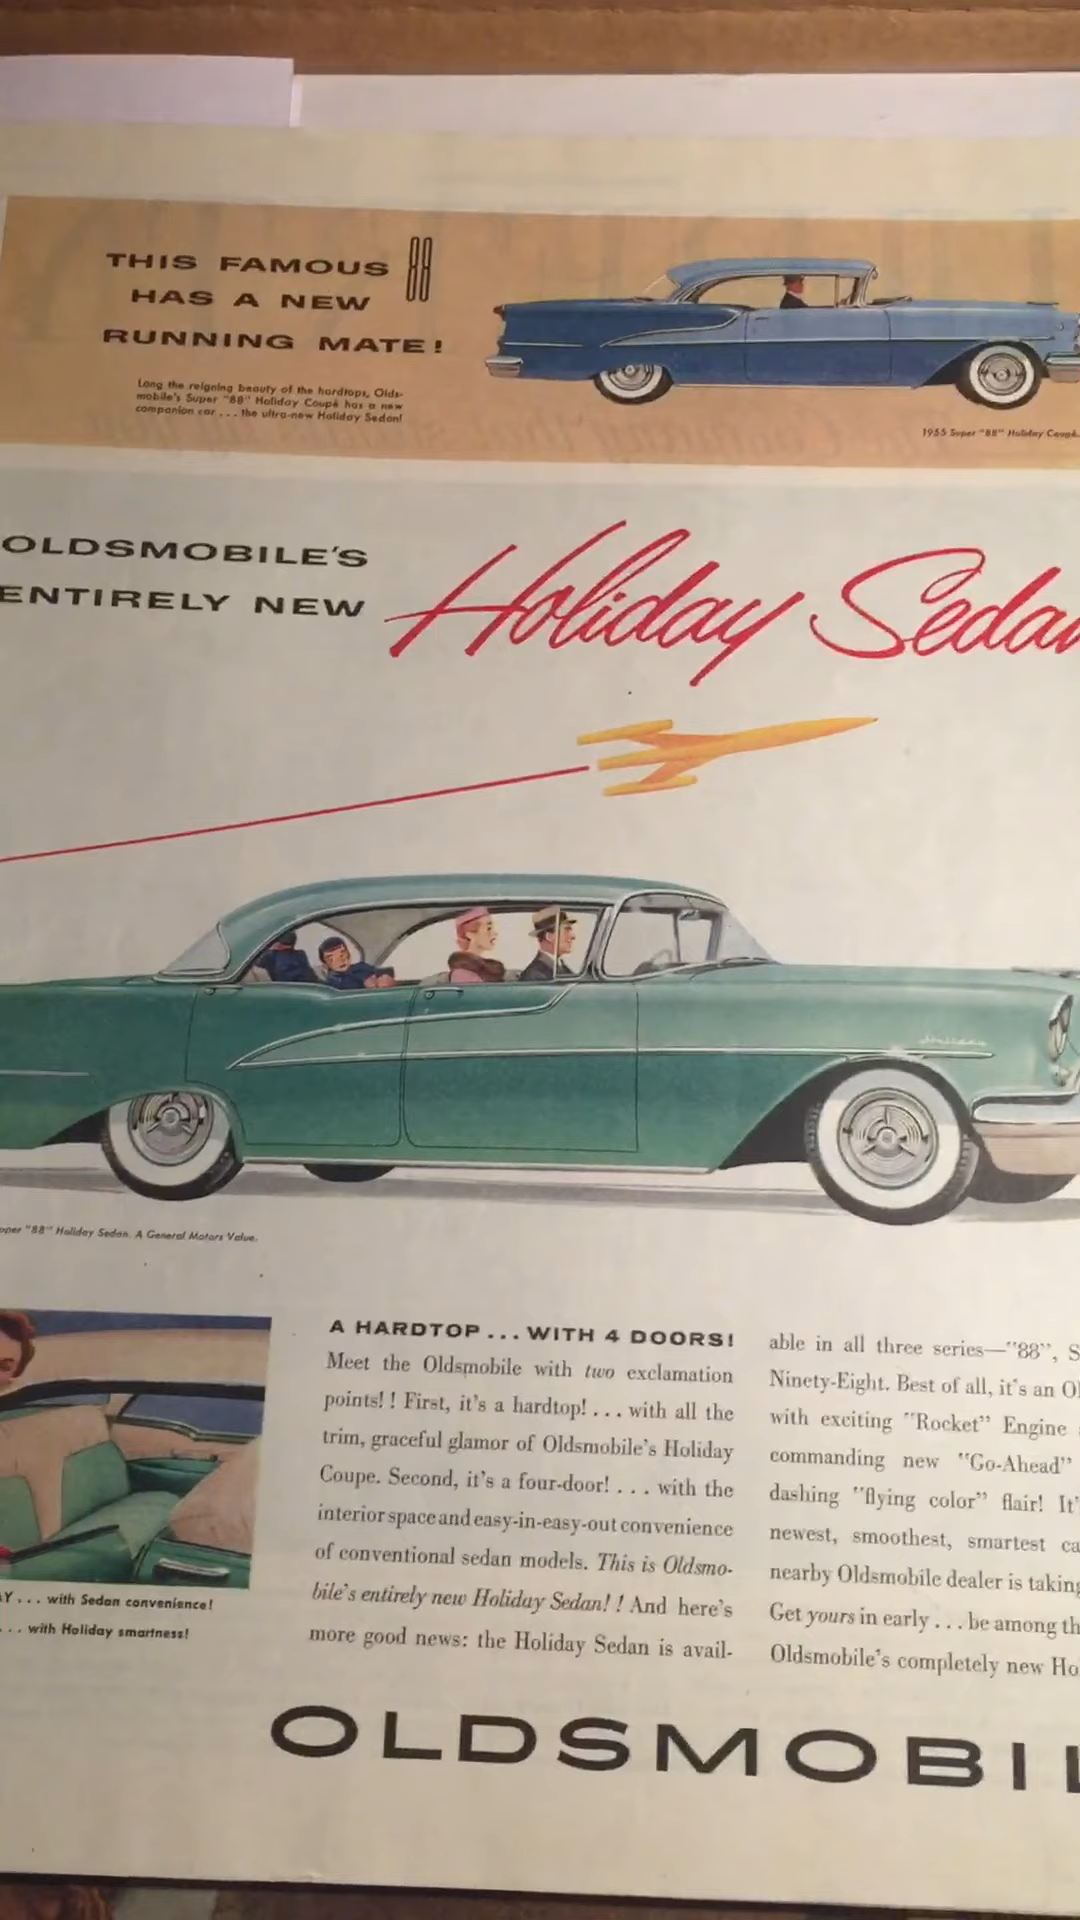 THIS FAMOUS 88
HAS A NEW
RUNNING MATE!
Long the reigning beauty of the hardtops, Olds-
mobile's Super "88" Holiday Coupé has a new
companion car . . . the ultra-new Holiday Sedan!
1955 Super "88" Holiday Coupé.
OLDSMOBILE'S
ENTIRELY NEW
Holiday Sedan
"88" Holiday Sedan. A General Motors Value.
. . . with Sedan convenience!
. . . with Holiday smartness!
A HARDTOP . . . WITH 4 DOORS!
Meet the Oldsmobile with two exclamation
points! ! First, it's a hardtop! . . . with all the
trim, graceful glamor of Oldsmobile's Holiday
Coupe. Second, it's a four-door! . . . with the
interior space and easy-in-easy-out convenience
of conventional sedan models. This is Oldsmo-
bile's entirely new Holiday Sedan! ! And here's
more good news: the Holiday Sedan is avail-
able in all three series—"88",
Ninety-Eight. Best of all, it's an
with exciting "Rocket" Engine
commanding new "Go-Ahead"
dashing "flying color" flair!
newest, smoothest, smartest
nearby Oldsmobile dealer is taking
Get yours in early . . . be among
Oldsmobile's completely new
OLDSMOBIL